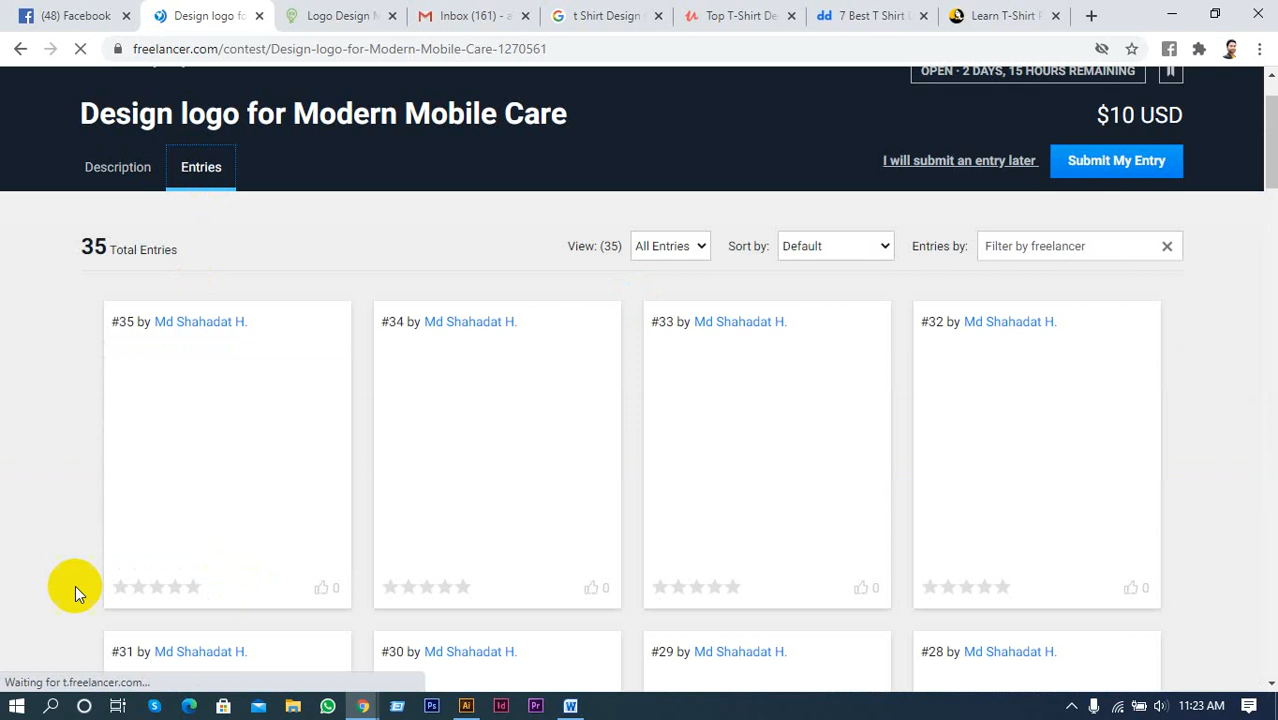 (48) Facebook
Design logo fo
Logo Design M
Inbox (161) - a
t Shirt Design
Top T-Shirt De
7 Best T Shirt D
Learn T-Shirt
freelancer.com/contest/Design-logo-for-Modern-Mobile-Care-1270561
OPEN · 2 DAYS, 15 HOURS REMAINING
Design logo for Modern Mobile Care
$10 USD
Description
Entries
I will submit an entry later
Submit My Entry
35 Total Entries
View: (35)
All Entries
Sort by:
Default
Entries by:
Filter by freelancer
#35 by Md Shahadat H.
#34 by Md Shahadat H.
#33 by Md Shahadat H.
#32 by Md Shahadat H.
0
0
0
0
#31 by Md Shahadat H.
#30 by Md Shahadat H.
#29 by Md Shahadat H.
#28 by Md Shahadat H.
Waiting for t.freelancer.com...
Ps
Ai
Id
Pr
11:23 AM